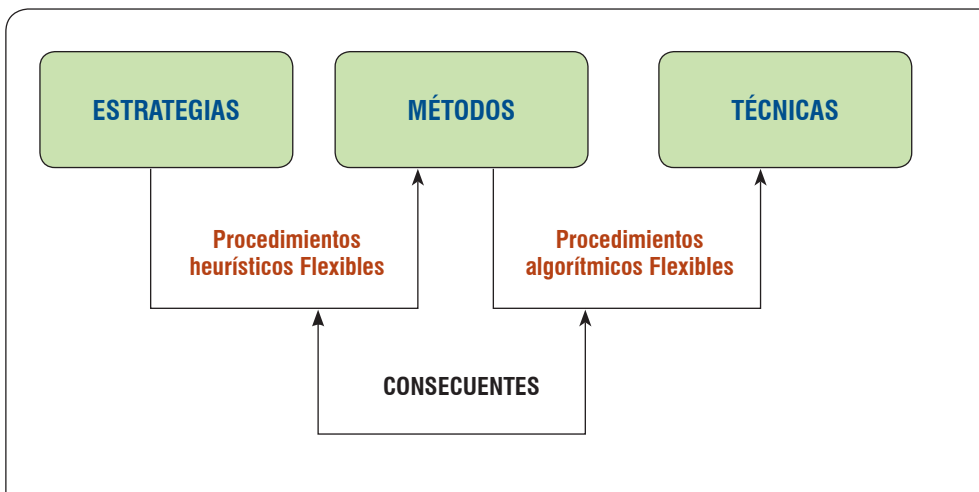 ESTRATEGIAS
MÉTODOS
TÉCNICAS
Procedimientos
heurísticos Flexibles
Procedimientos
algorítmicos Flexibles
CONSECUENTES